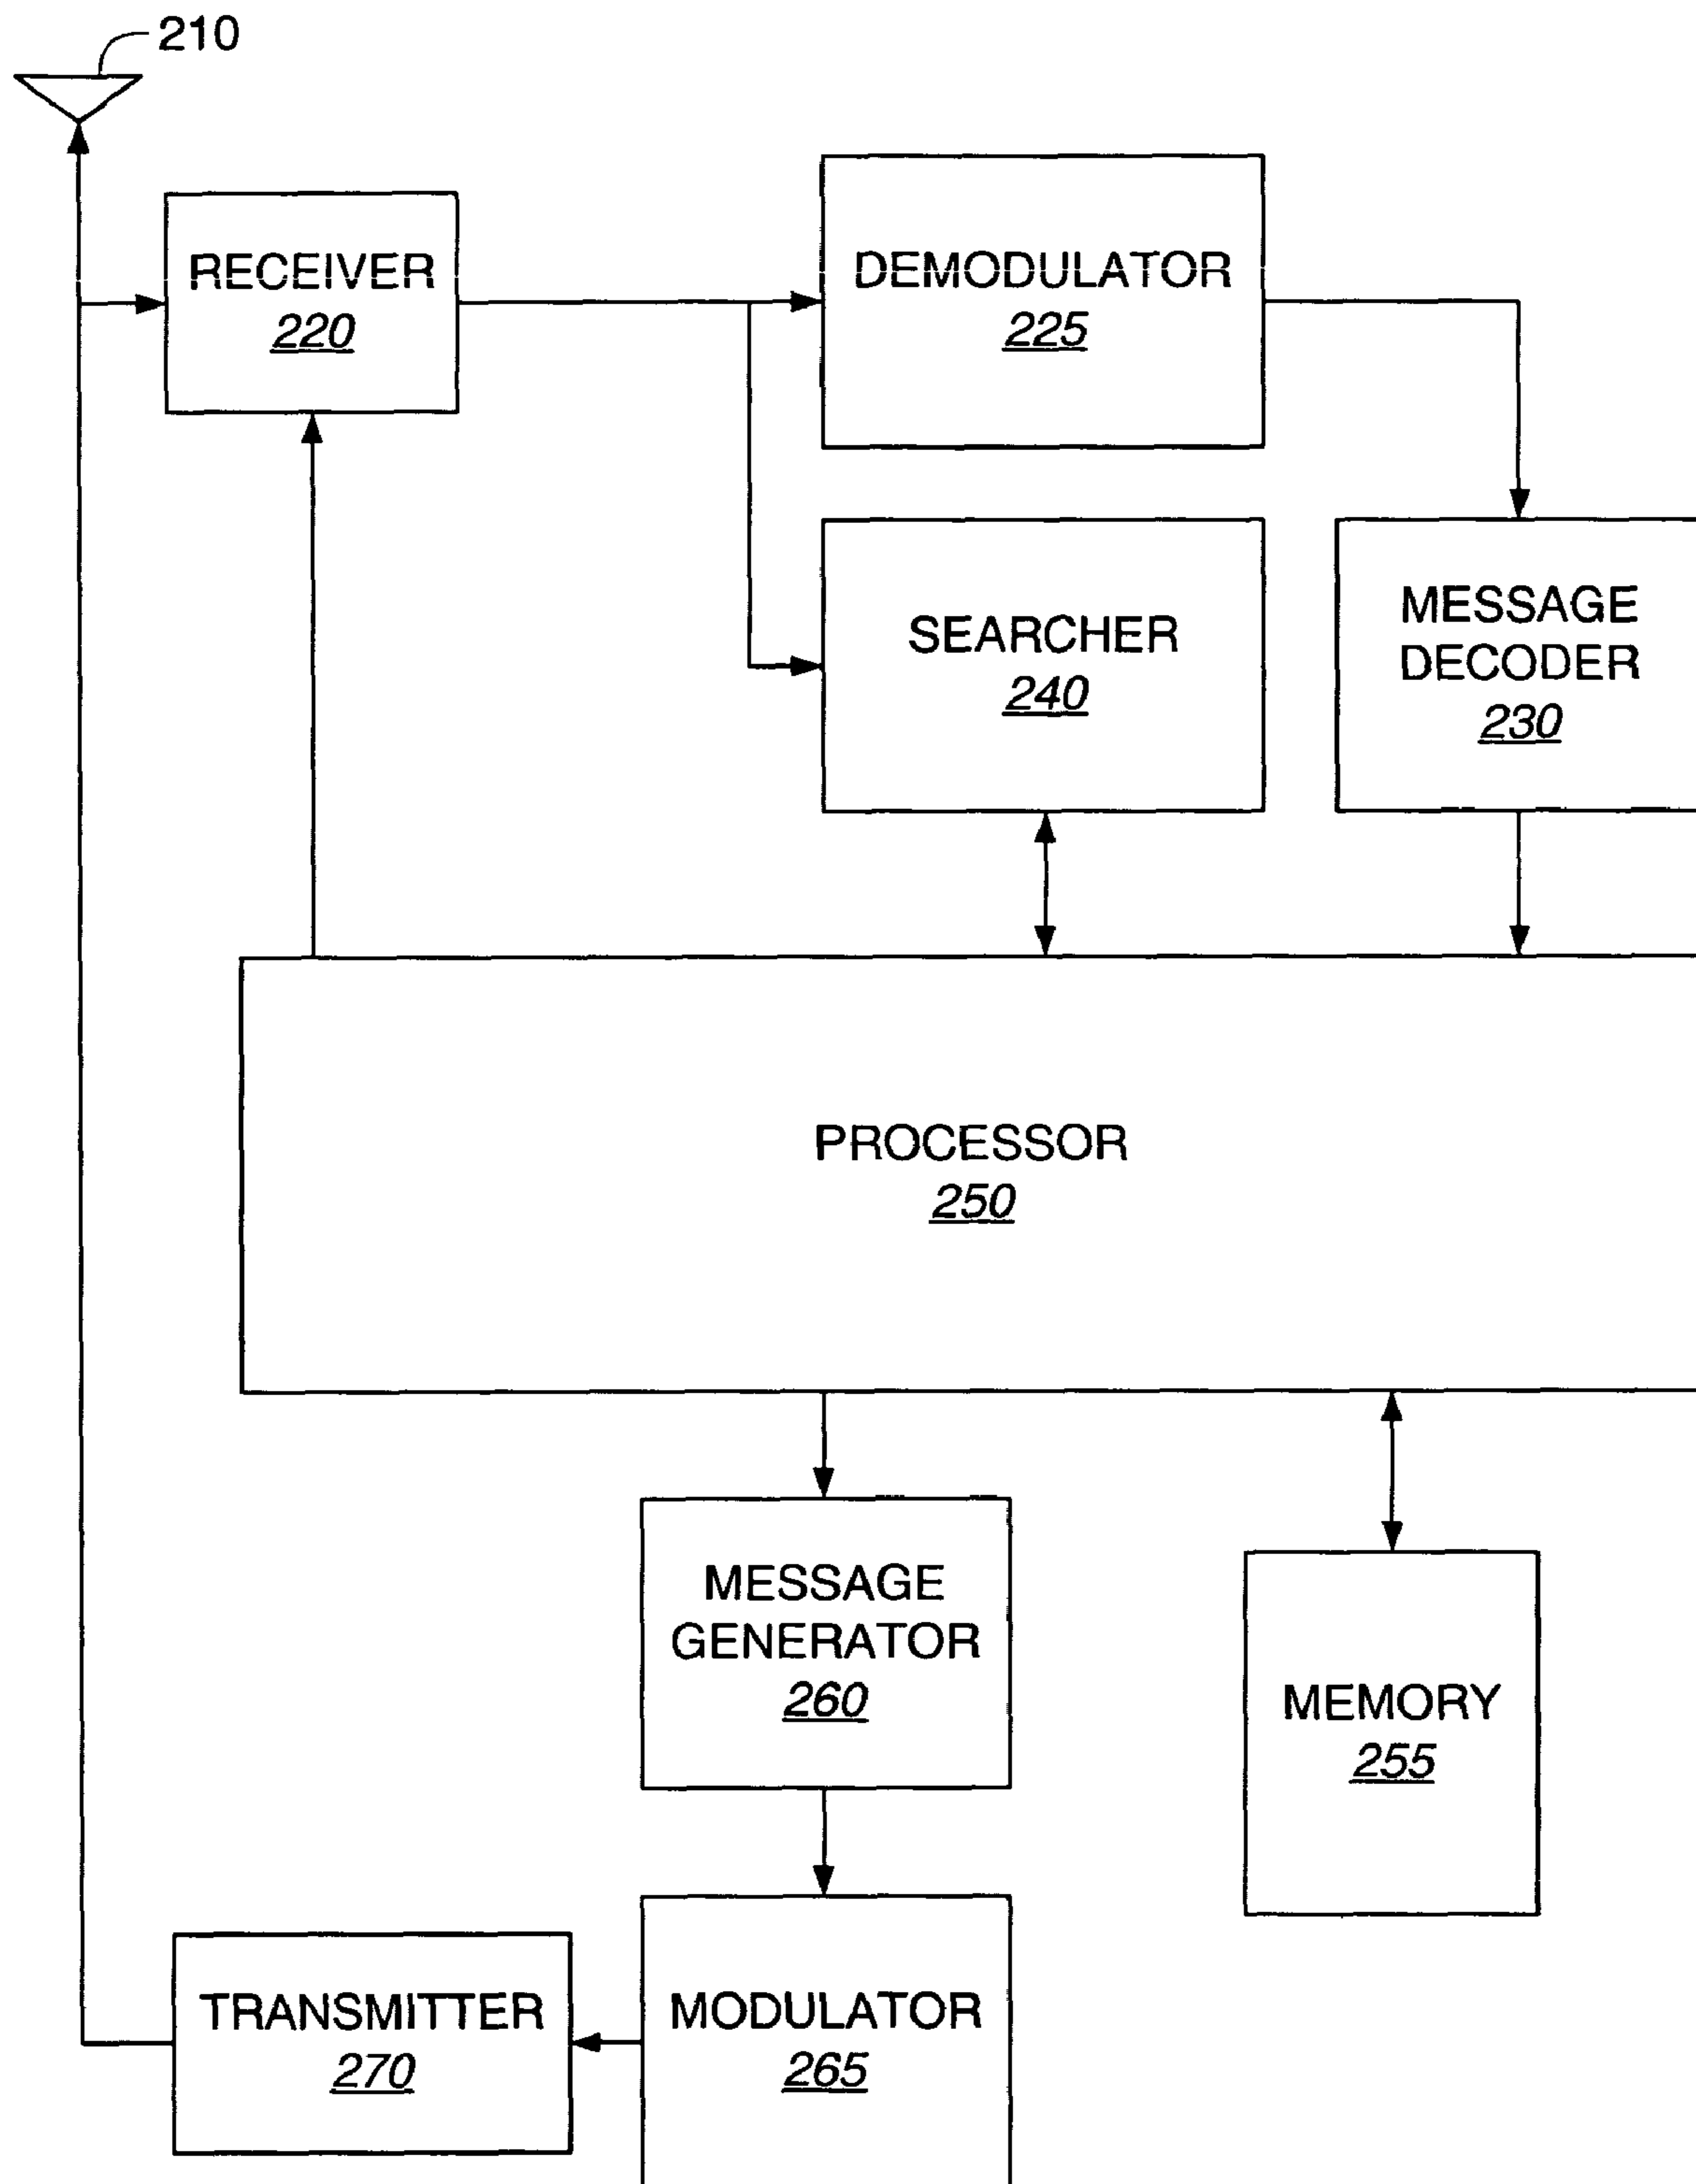 210
RECEIVER
220
DEMODULATOR
225
SEARCHER
240
MESSAGE
DECODER
230
PROCESSOR
250
MESSAGE
GENERATOR
260
MEMORY
255
TRANSMITTER
270
MODULATOR
265